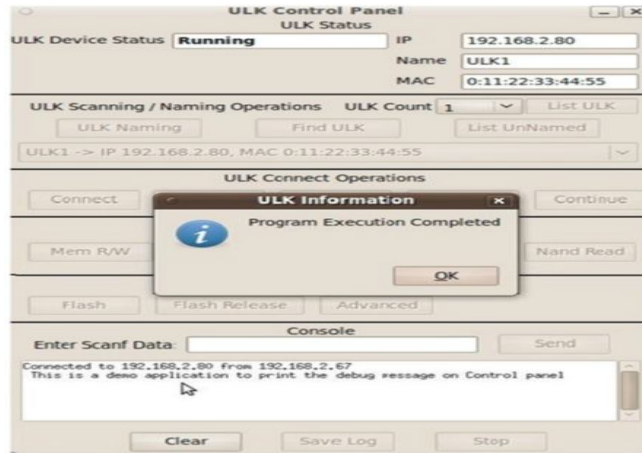 ULK Control Panel
ULK Status
ULK Device Status Running IP 192.168.2.80
Name ULK1
MAC 0:11:22:33:44:55
ULK Scanning / Naming Operations ULK Count 1 List ULK
ULK Naming Find ULK List UnNamed
ULK1 -> IP 192.168.2.80, MAC 0:11:22:33:44:55
ULK Connect Operations
Connect ULK Information Continue
Program Execution Completed
Mem R/W Nand Read
OK
Flash Flash Release Advanced
Console
Enter Scanf Data: Send
Connected to 192.168.2.80 from 192.168.2.67
This is a demo application to print the debug message on Control panel
Clear Save Log Stop